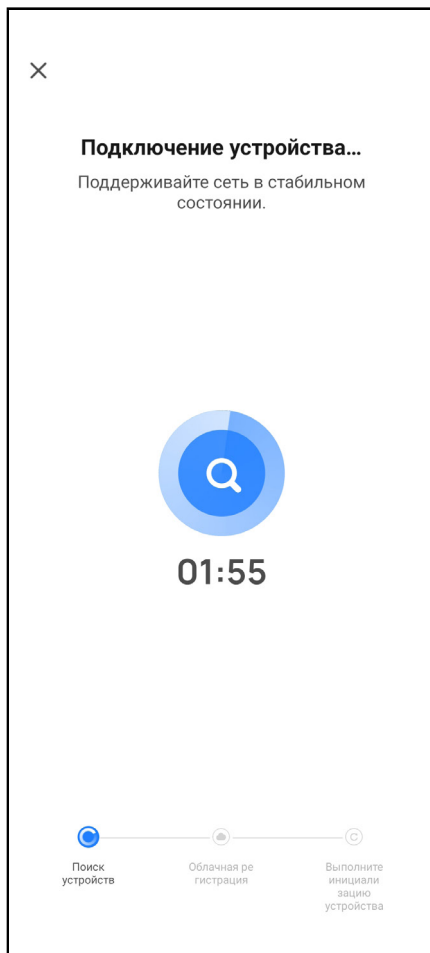 Подключение устройства...
Поддерживайте сеть в стабильном
состоянии.
01:55
Поиск
устройств
Облачная ре
гистрация
Выполните
инициали
зацию
устройства